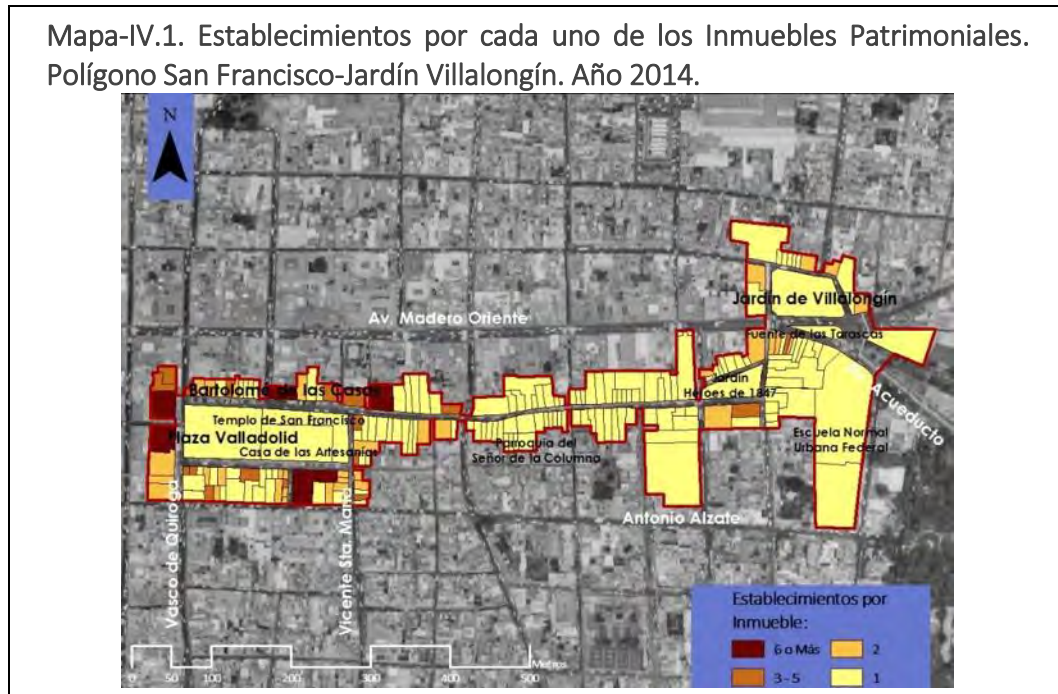 Mapa-IV.1. Establecimientos por cada uno de los Inmuebles Patrimoniales.
Polígono San Francisco-Jardín Villalongín. Año 2014.
N
Jardín de Villalongín
Av. Madero Oriente
Fuente de las Tarascas
Bartolomé de las Casas
Jardín
Héroes de 1847
Acueducto
Templo de San Francisco
Plaza Valladolid
Casa de las Artesanías
Parroquia del
Señor de la Columna
Escuela Normal
Urbana Federal
Antonio Alzate
Vasco de Quiroga
Vicente Sta. María
Establecimientos por
Inmueble:
6 o Más
2
3 - 5
1
Metros
0 50 100 200 300 400 500